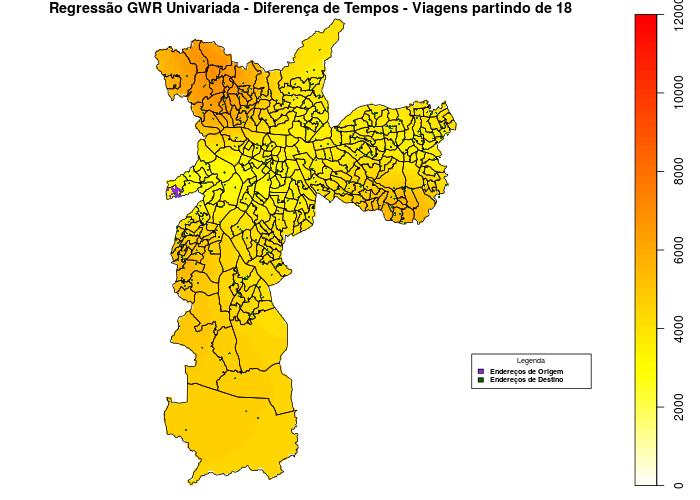 Regressão GWR Univariada - Diferença de Tempos - Viagens partindo de 18
12000
10000
8000
6000
4000
2000
0
Legenda
Endereços de Origem
Endereços de Destino